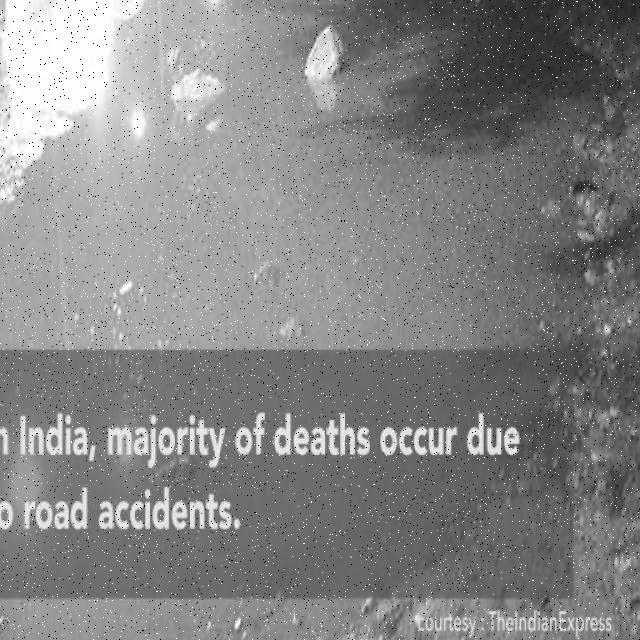 n India, majority of deaths occur due
o road accidents.
Courtesy : TheindianExpress